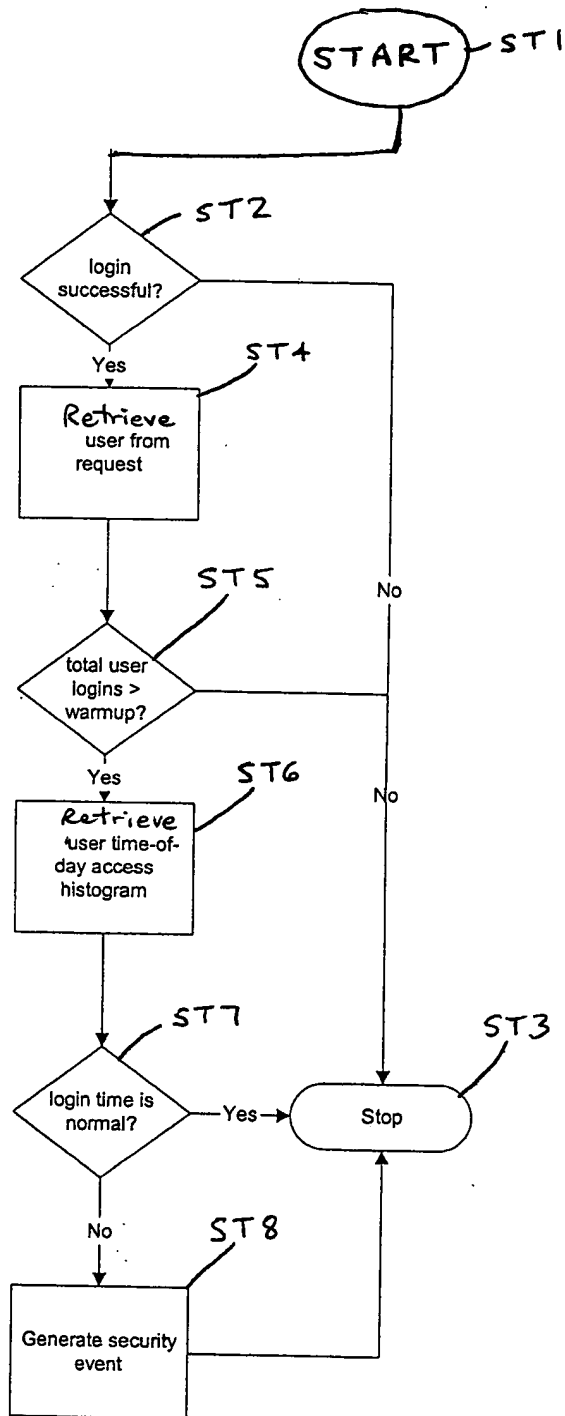 START
ST1
ST2
login
successful?
Yes
ST4
Retrieve
user from
request
ST5
No
total user
logins >
warmup?
Yes
No
ST6
Retrieve
user time-of-
day access
histogram
ST7
ST3
login time is
normal?
Yes
Stop
No
ST8
Generate security
event